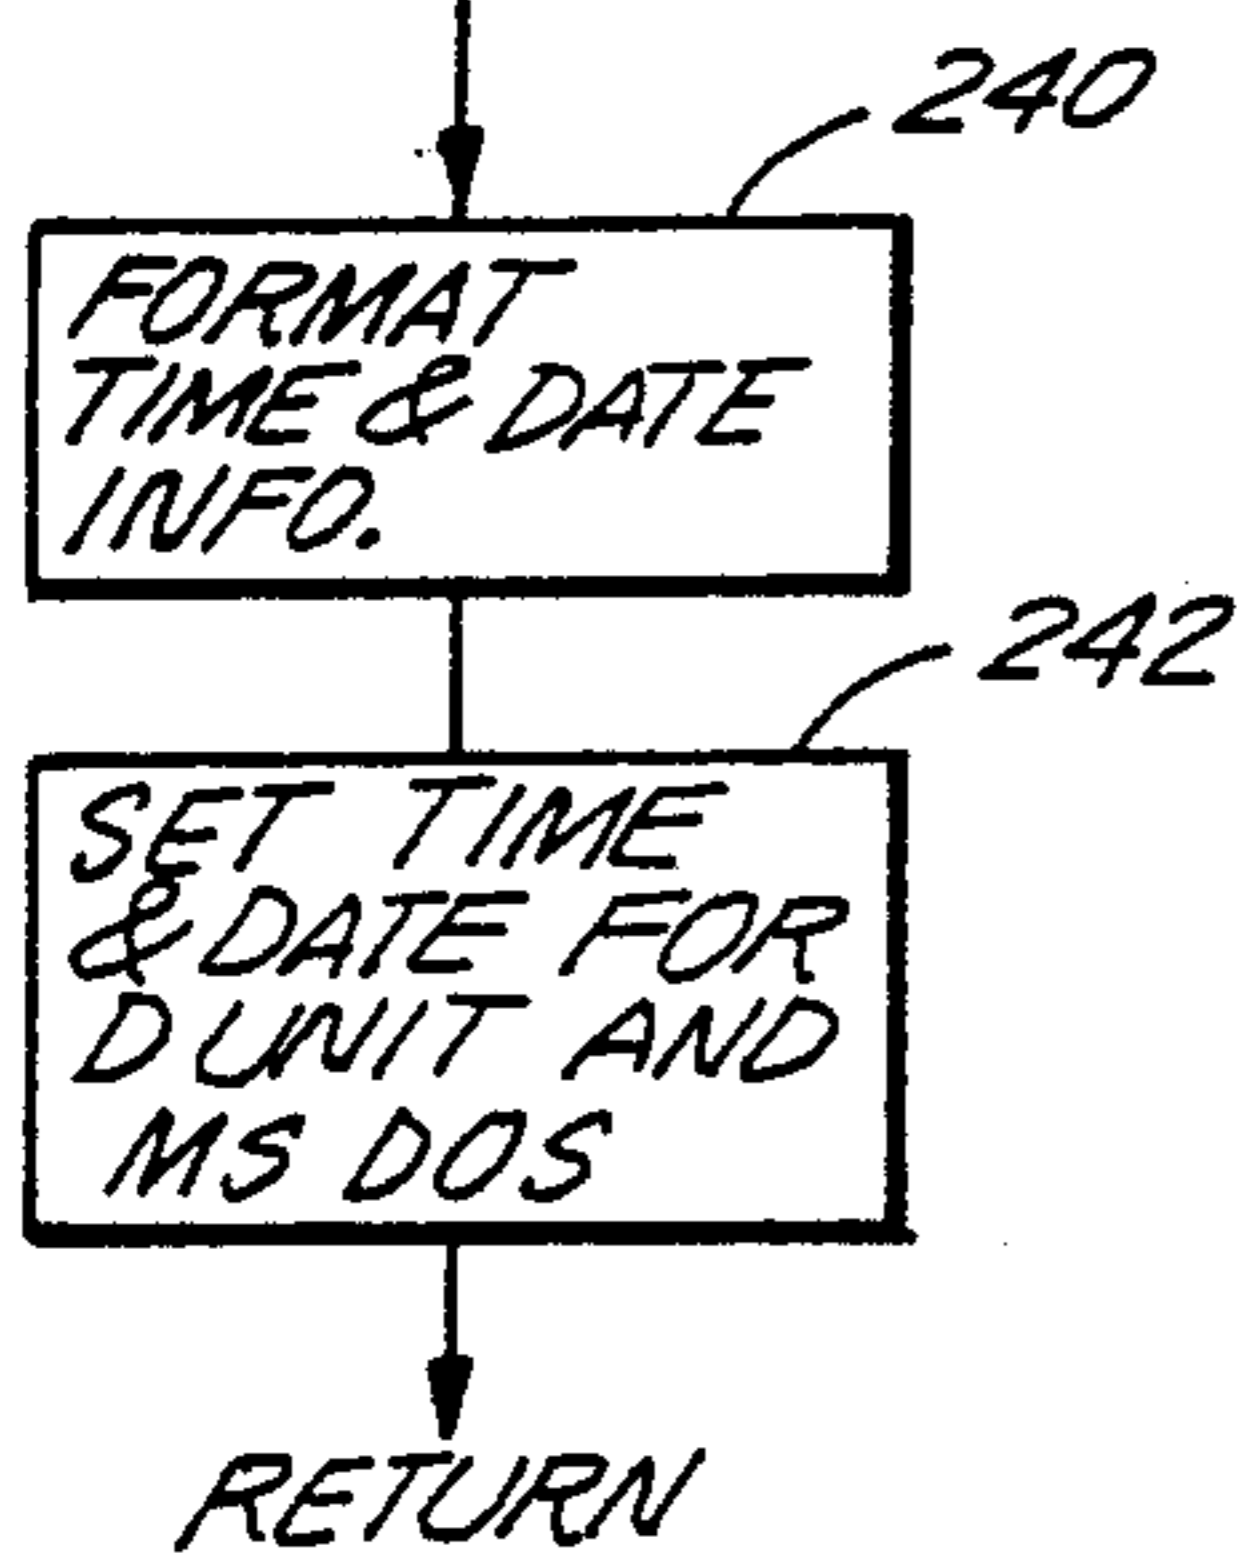 240
FORMAT
TIME & DATE
INFO.
242
SET TIME
& DATE FOR
D UNIT AND
MS DOS
RETURN